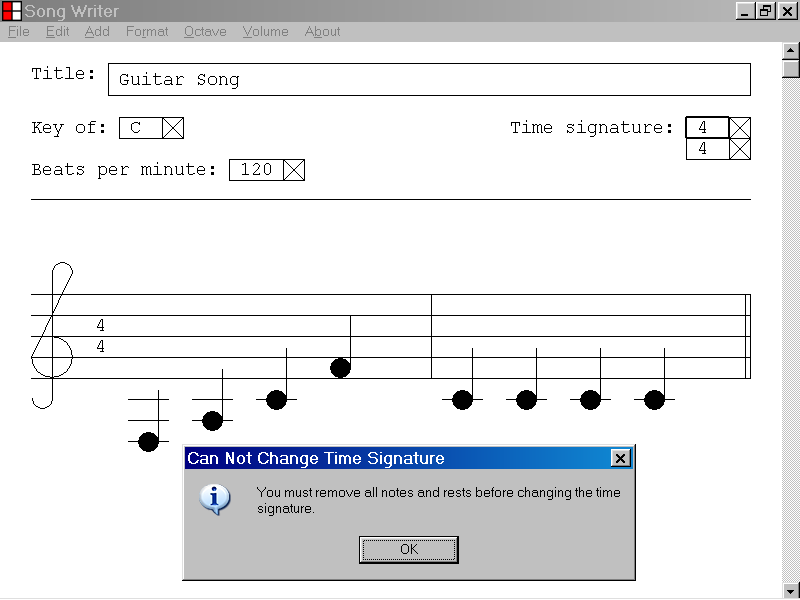 Song Writer
File Edit Add Format Octave Volume About
Title: Guitar Song
Key of: C
Time signature: 4
4
Beats per minute: 120
4
4
Can Not Change Time Signature
You must remove all notes and rests before changing the time
signature.
OK